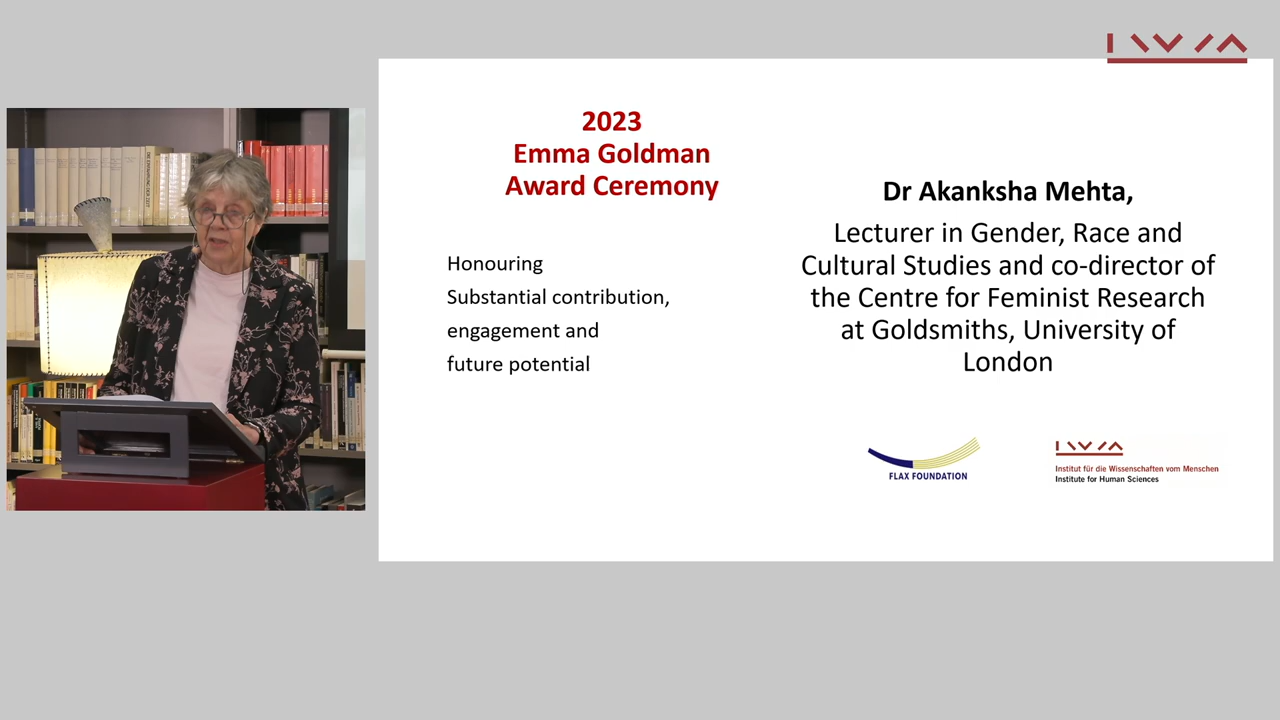 IWM
2023
Emma Goldman
Award Ceremony
Honouring
Substantial contribution,
engagement and
future potential
Dr Akanksha Mehta,
Lecturer in Gender, Race and
Cultural Studies and co-director of
the Centre for Feminist Research
at Goldsmiths, University of
London
FLAX FOUNDATION
IWM
Institut für die Wissenschaften vom Menschen
Institute for Human Sciences